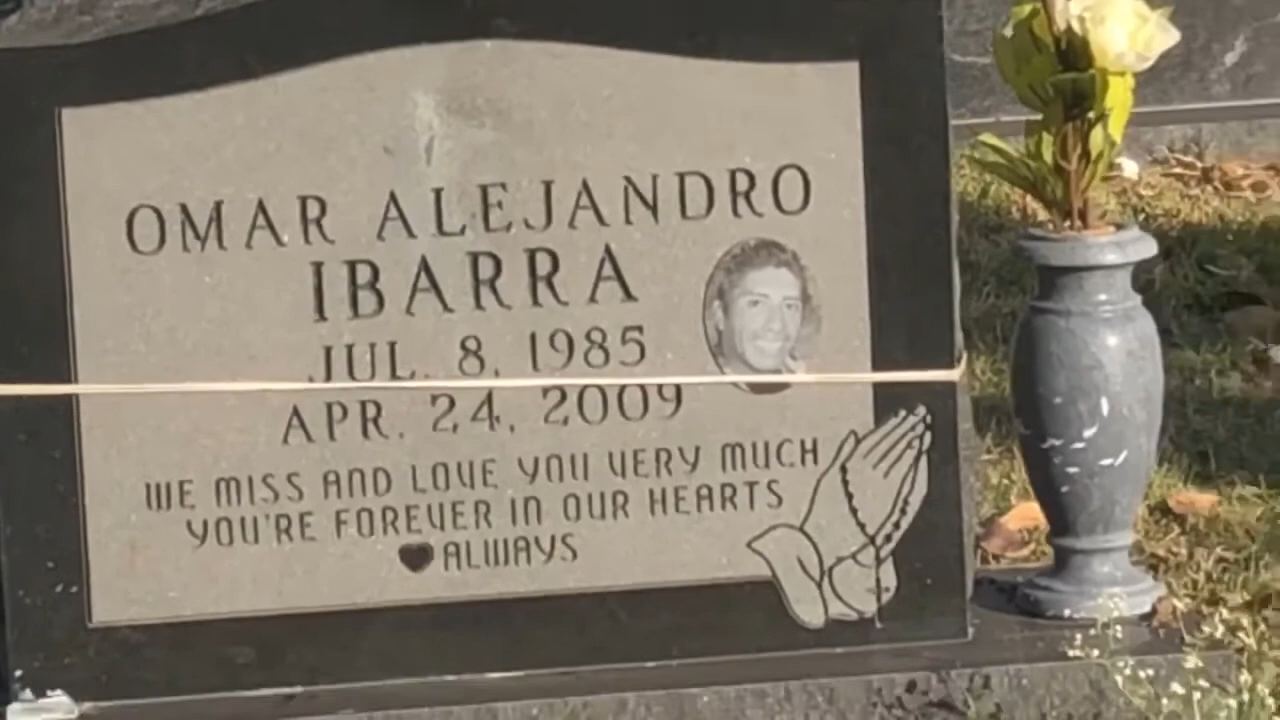 OMAR ALEJANDRO
IBARRA
JUL. 8, 1985
APR. 24, 2009
WE MISS AND LOVE YOU VERY MUCH
YOU'RE FOREVER IN OUR HEARTS
♥ALWAYS